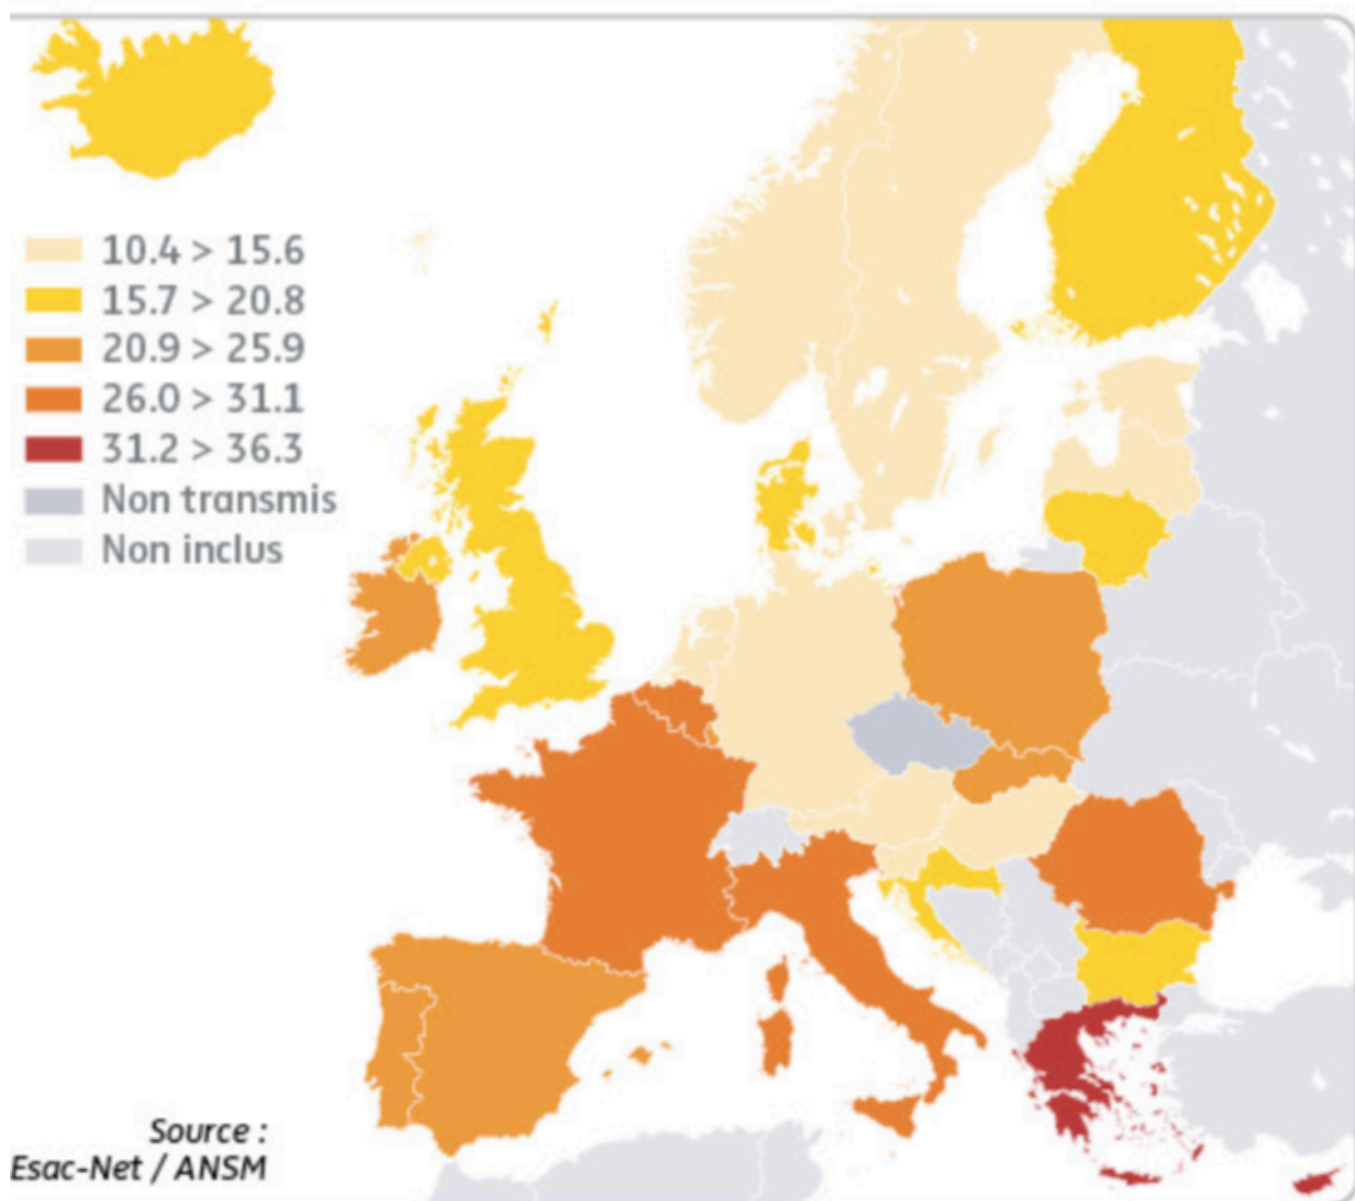 10.4 > 15.6
15.7 > 20.8
20.9 > 25.9
26.0 > 31.1
31.2 > 36.3
Non transmis
Non inclus
Source :
Esac-Net / ANSM